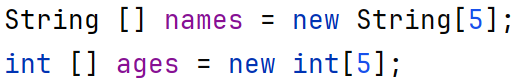 String [] names = new String[5];
int [] ages = new int[5];